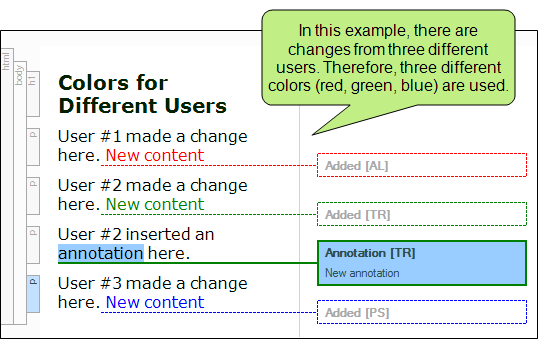 In this example, there are
changes from three different
users. Therefore, three different
colors (red, green, blue) are used.
html
body
h1
Colors for
Different Users
p
User #1 made a change
here. New content
Added [AL]
p
User #2 made a change
here. New content
Added [TR]
p
User #2 inserted an
annotation here.
Annotation [TR]
New annotation
p
User #3 made a change
here. New content
Added [PS]